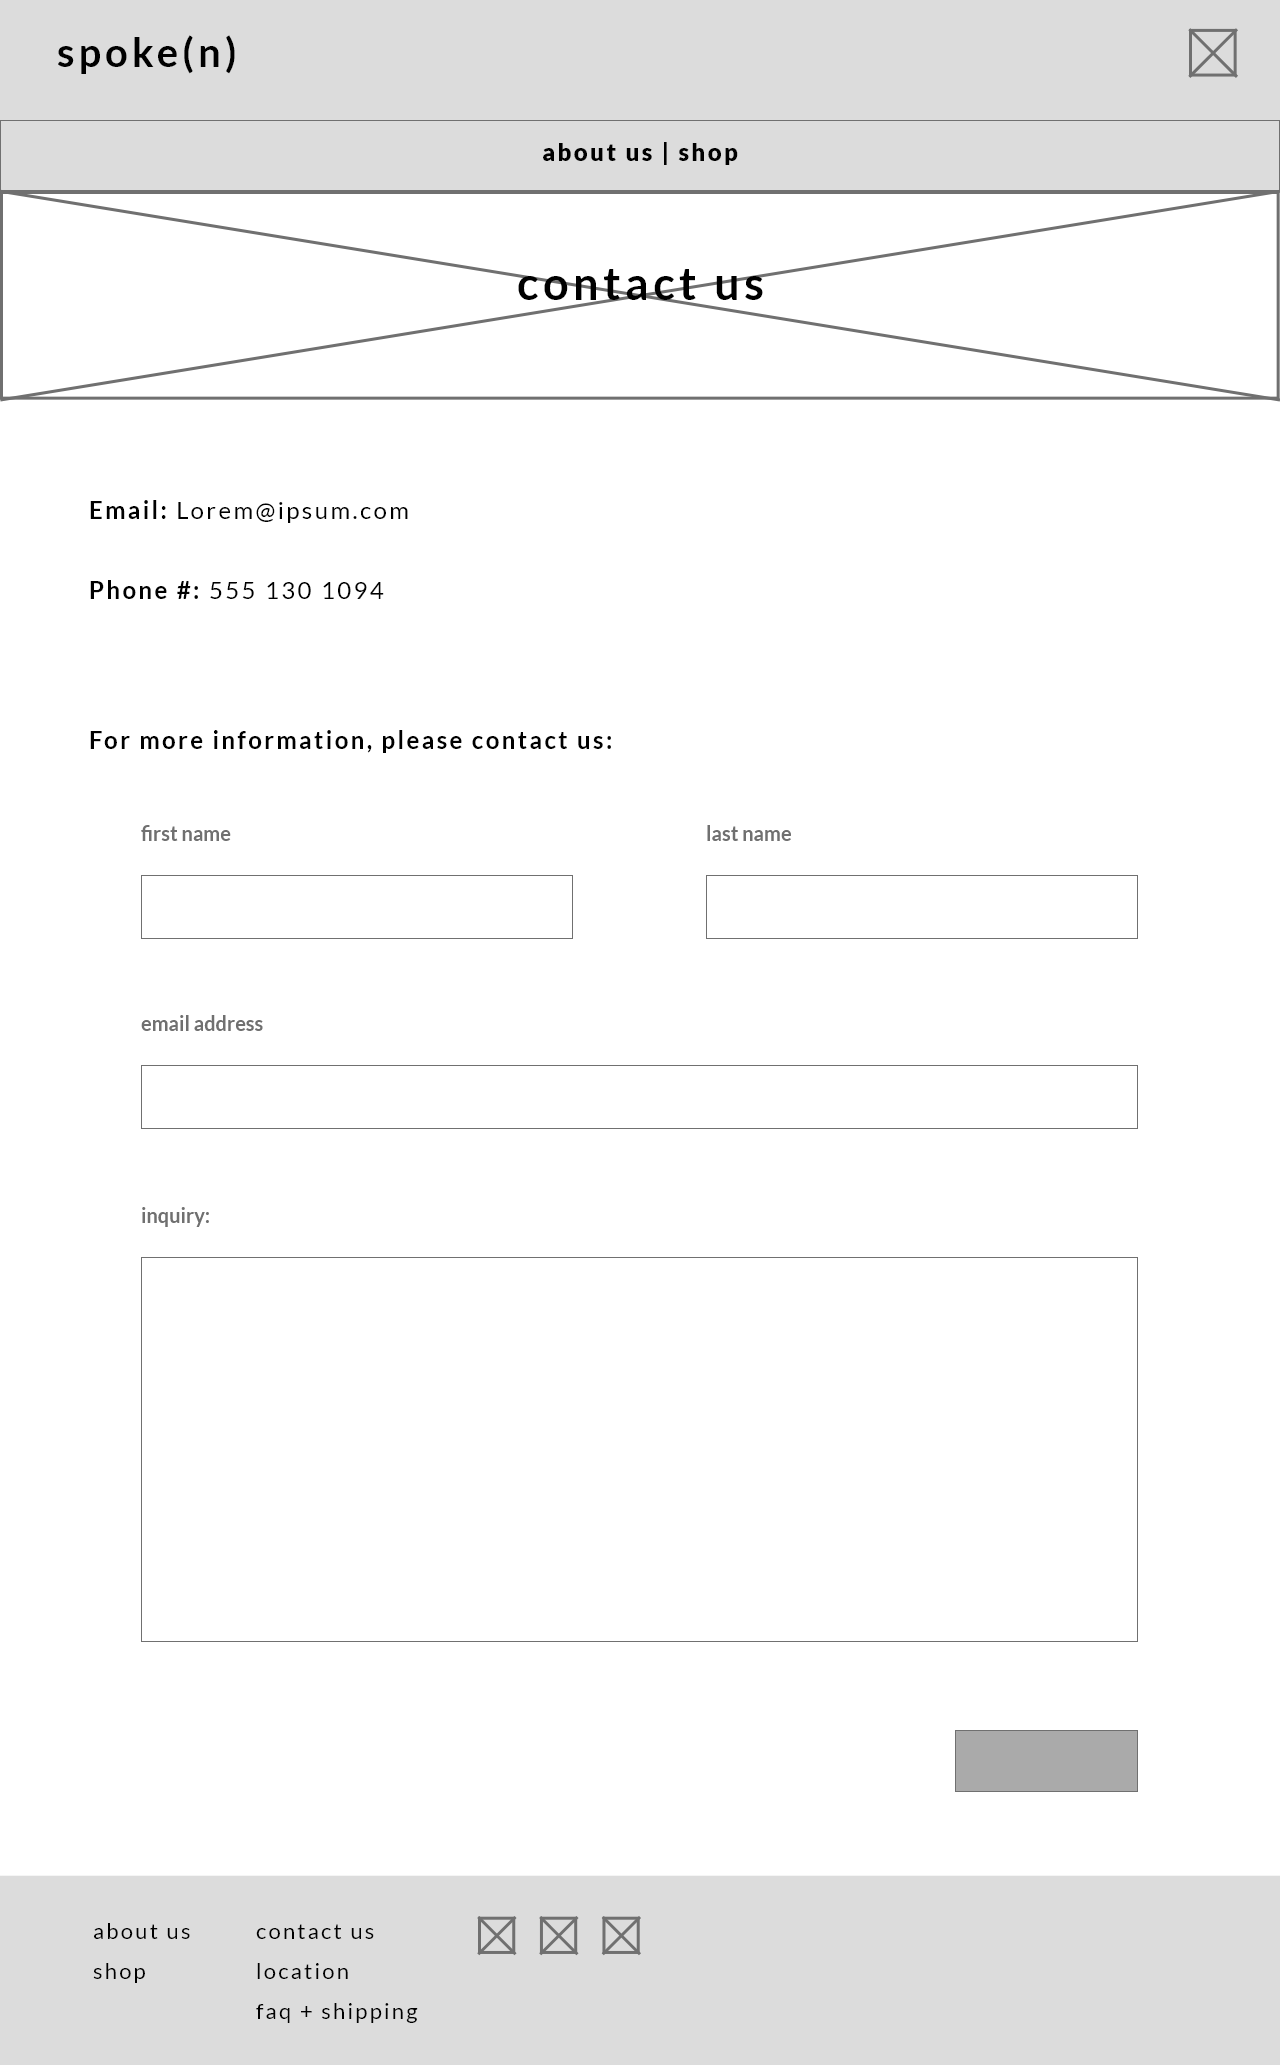 spoke(n)
about us | shop
contact us
Email: Lorem@ipsum.com
Phone #: 555 130 1094
For more information, please contact us:
first name
last name
email address
inquiry:
about us
shop
contact us
location
faq + shipping